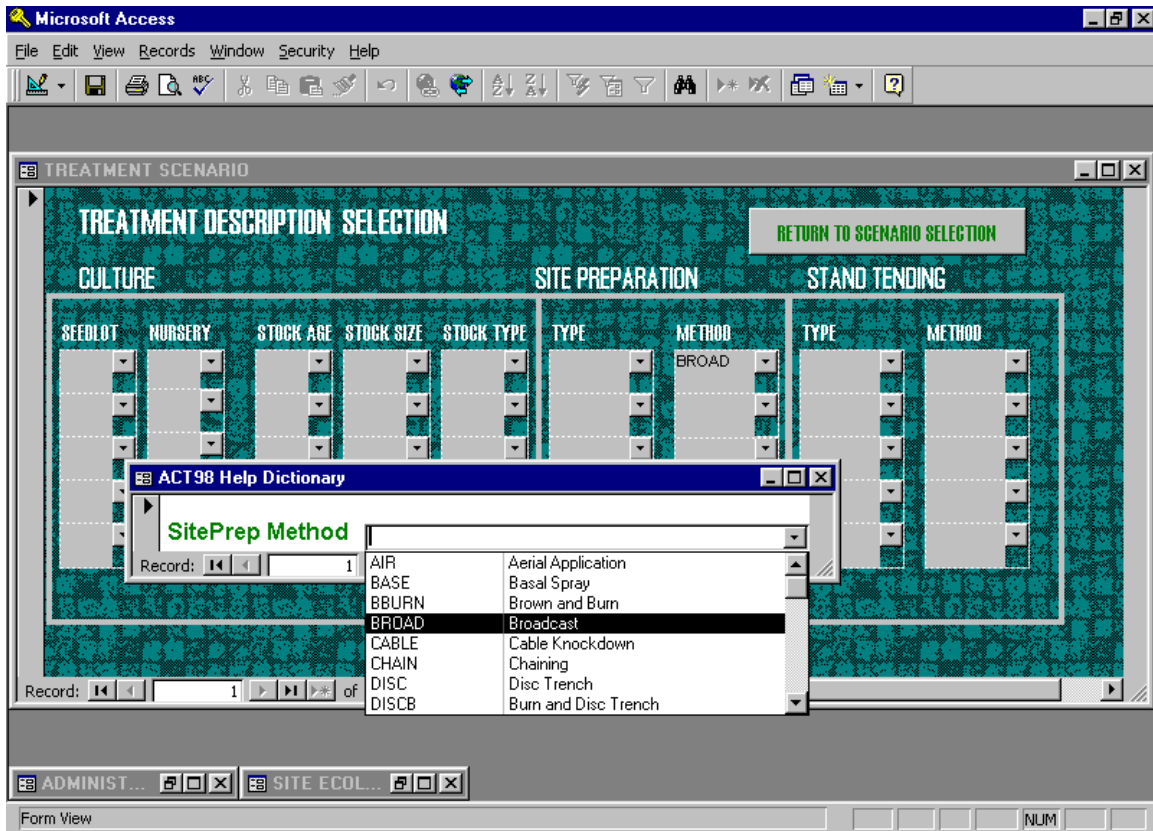 Microsoft Access
File Edit View Records Window Security Help
ABC
TREATMENT SCENARIO
TREATMENT DESCRIPTION SELECTION
RETURN TO SCENARIO SELECTION
CULTURE SITE PREPARATION STAND TENDING
SEEDLOT NURSERY STOCK AGE STOCK SIZE STOCK TYPE TYPE METHOD TYPE METHOD
BROAD
ACT98 Help Dictionary
SitePrep Method
Record: 1
AIR Aerial Application
BASE Basal Spray
BBURN Brown and Burn
BROAD Broadcast
CABLE Cable Knockdown
CHAIN Chaining
DISC Disc Trench
DISCB Burn and Disc Trench
Record: 1 of
ADMINIST... SITE ECOL...
Form View NUM